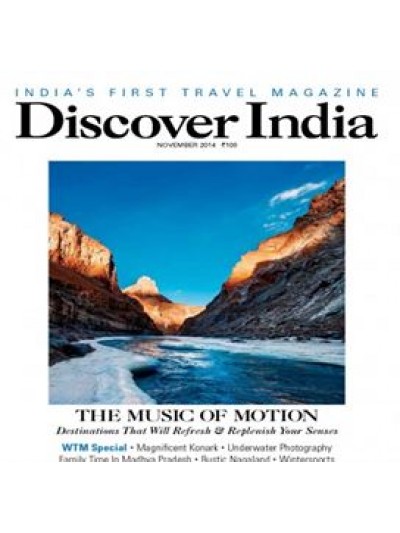 INDIA'S FIRST TRAVEL MAGAZINE
Discover India
NOVEMBER 2014 ₹100
THE MUSIC OF MOTION
Destinations That Will Refresh & Replenish Your Senses
WTM Special • Magnificent Konark • Underwater Photography
Family Time In Madhya Pradesh • Rustic Nagaland • Wintersports